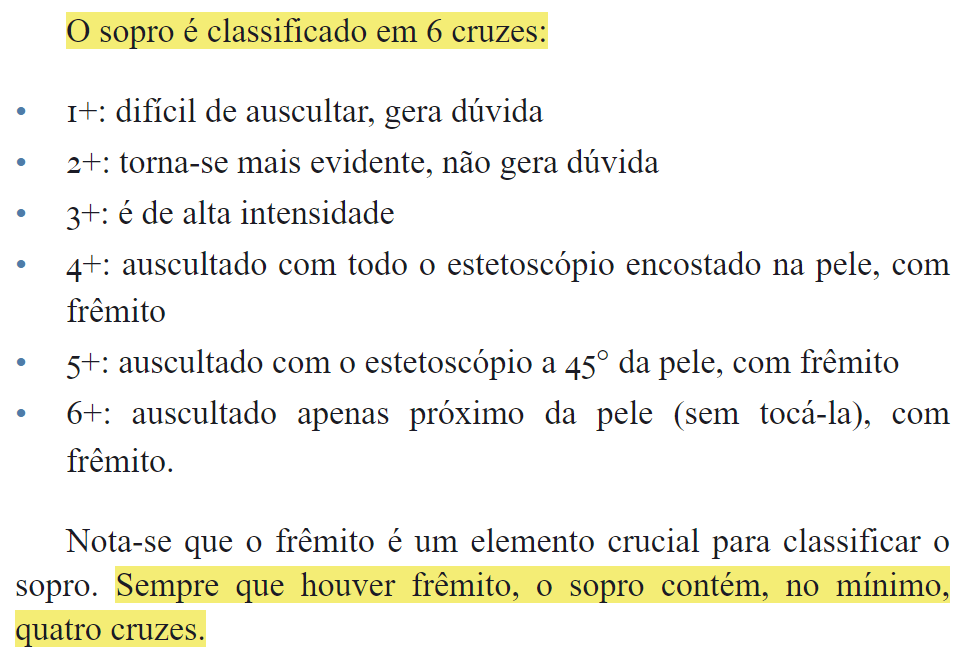 O sopro é classificado em 6 cruzes:
• 1+: difícil de auscultar, gera dúvida
• 2+: torna-se mais evidente, não gera dúvida
• 3+: é de alta intensidade
• 4+: auscultado com todo o estetoscópio encostado na pele, com
frêmito
• 5+: auscultado com o estetoscópio a 45° da pele, com frêmito
• 6+: auscultado apenas próximo da pele (sem tocá-la), com
frêmito.
Nota-se que o frêmito é um elemento crucial para classificar o
sopro. Sempre que houver frêmito, o sopro contém, no mínimo,
quatro cruzes.